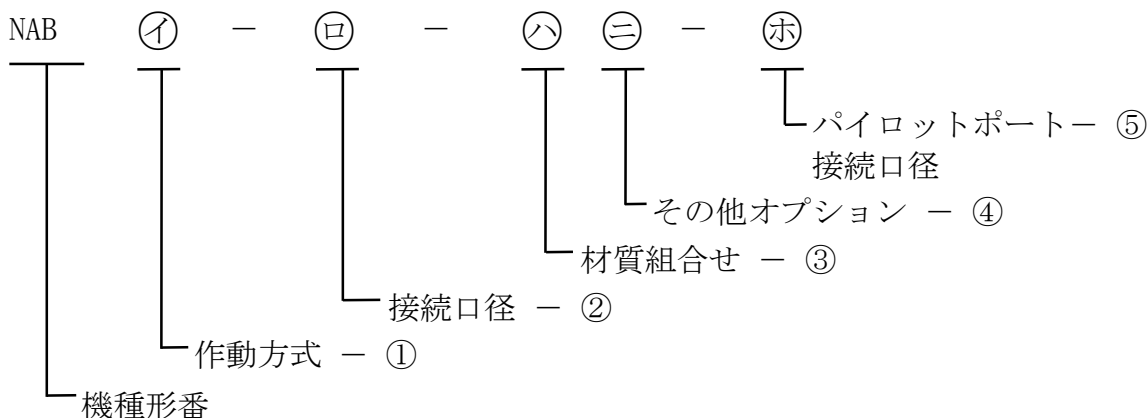 NAB ㋑ － ㋺ － ㋩ ㋥ － ㋭
パイロットポート－ ⑤
接続口径
その他オプション － ④
材質組合せ － ③
接続口径 － ②
作動方式 － ①
機種形番